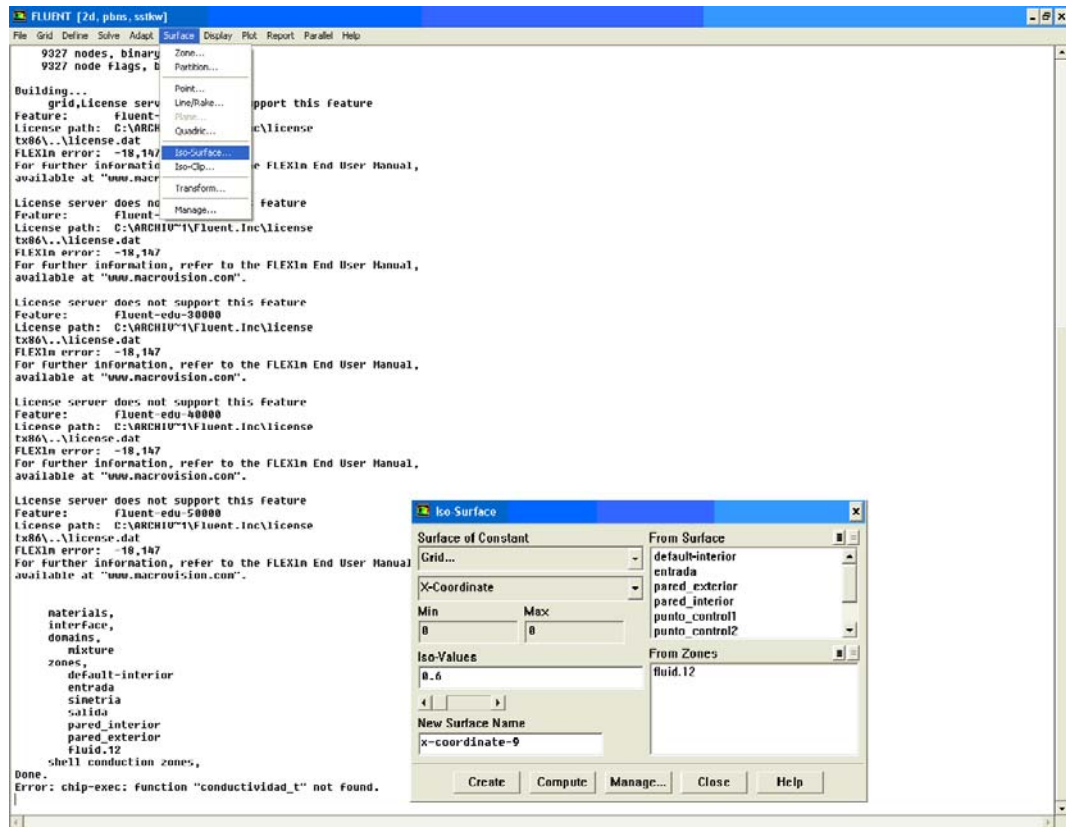 FLUENT [2d, pbns, sstkw]
File Grid Define Solve Adapt Surface Display Plot Report Parallel Help
9327 nodes, binary
9327 node flags, b
Zone...
Partition...
Point...
Line/Rake...
Plane...
Quadric...
Iso-Surface...
Iso-Clip...
Transform...
Manage...
Building...
grid,License serv pport this feature
Feature: fluent-
License path: C:\ARCH c\license
tx86\..\license.dat
FLEXlm error: -18,147
For further informatio e FLEXlm End User Manual,
available at "www.macr
License server does no feature
Feature: fluent-
License path: C:\ARCHIV~1\Fluent.Inc\license
tx86\..\license.dat
FLEXlm error: -18,147
For further information, refer to the FLEXlm End User Manual,
available at "www.macrovision.com".
License server does not support this feature
Feature: fluent-edu-30000
License path: C:\ARCHIV~1\Fluent.Inc\license
tx86\..\license.dat
FLEXlm error: -18,147
For further information, refer to the FLEXlm End User Manual,
available at "www.macrovision.com".
License server does not support this feature
Feature: fluent-edu-40000
License path: C:\ARCHIV~1\Fluent.Inc\license
tx86\..\license.dat
FLEXlm error: -18,147
For further information, refer to the FLEXlm End User Manual,
available at "www.macrovision.com".
License server does not support this feature
Feature: fluent-edu-50000
License path: C:\ARCHIV~1\Fluent.Inc\license
tx86\..\license.dat
FLEXlm error: -18,147
For further information, refer to the FLEXlm End User Manual
available at "www.macrovision.com".
materials,
interface,
domains,
mixture
zones,
default-interior
entrada
simetria
salida
pared_interior
pared_exterior
fluid.12
shell conduction zones,
Done.
Error: chip-exec: function "conductividad_t" not found.
Iso-Surface
Surface of Constant
Grid...
X-Coordinate
Min Max
0 0
Iso-Values
0.6
New Surface Name
x-coordinate-9
From Surface
default-interior
entrada
pared_exterior
pared_interior
punto_control1
punto_control2
From Zones
fluid.12
Create Compute Manage... Close Help